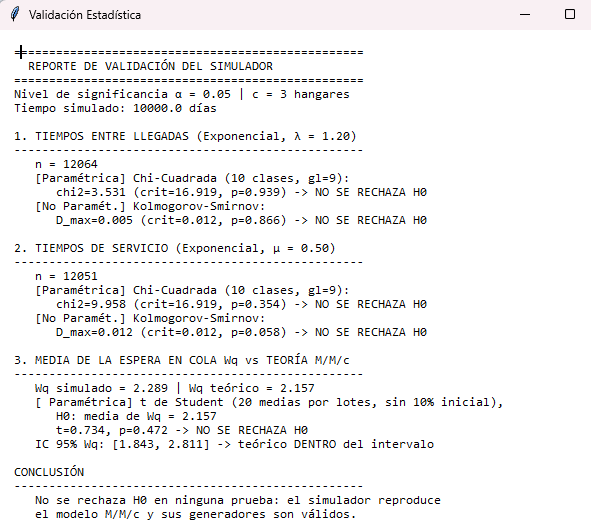 Validación Estadística
==================================================
REPORTE DE VALIDACIÓN DEL SIMULADOR
==================================================
Nivel de significancia α = 0.05 | c = 3 hangares
Tiempo simulado: 10000.0 días
1. TIEMPOS ENTRE LLEGADAS (Exponencial, λ = 1.20)
--------------------------------------------------
n = 12064
[Paramétrica] Chi-Cuadrada (10 clases, gl=9):
chi2=3.531 (crit=16.919, p=0.939) -> NO SE RECHAZA H0
[No Paramét.] Kolmogorov-Smirnov:
D_max=0.005 (crit=0.012, p=0.866) -> NO SE RECHAZA H0
2. TIEMPOS DE SERVICIO (Exponencial, μ = 0.50)
--------------------------------------------------
n = 12051
[Paramétrica] Chi-Cuadrada (10 clases, gl=9):
chi2=9.958 (crit=16.919, p=0.354) -> NO SE RECHAZA H0
[No Paramét.] Kolmogorov-Smirnov:
D_max=0.012 (crit=0.012, p=0.058) -> NO SE RECHAZA H0
3. MEDIA DE LA ESPERA EN COLA Wq vs TEORÍA M/M/c
--------------------------------------------------
Wq simulado = 2.289 | Wq teórico = 2.157
[ Paramétrica] t de Student (20 medias por lotes, sin 10% inicial),
H0: media de Wq = 2.157
t=0.734, p=0.472 -> NO SE RECHAZA H0
IC 95% Wq: [1.843, 2.811] -> teórico DENTRO del intervalo
CONCLUSIÓN
--------------------------------------------------
No se rechaza H0 en ninguna prueba: el simulador reproduce
el modelo M/M/c y sus generadores son válidos.